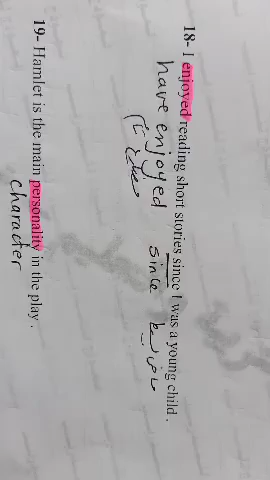 18- I enjoyed reading short stories since I was a young child.
have enjoyed since
19- Hamlet is the main personality in the play.
character